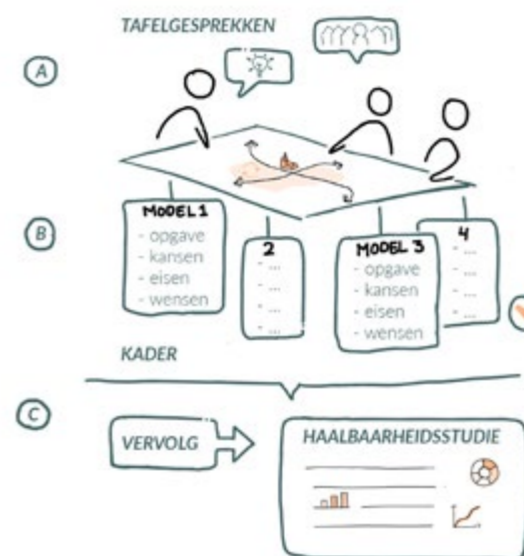 TAFELGESPREKKEN
A
B
MODEL 1
- opgave
- kansen
- eisen
- wensen
2
- ...
- ...
- ...
- ...
MODEL 3
- opgave
- kansen
- eisen
- wensen
4
- ...
- ...
- ...
- ...
KADER
C
VERVOLG
HAALBAARHEIDSSTUDIE